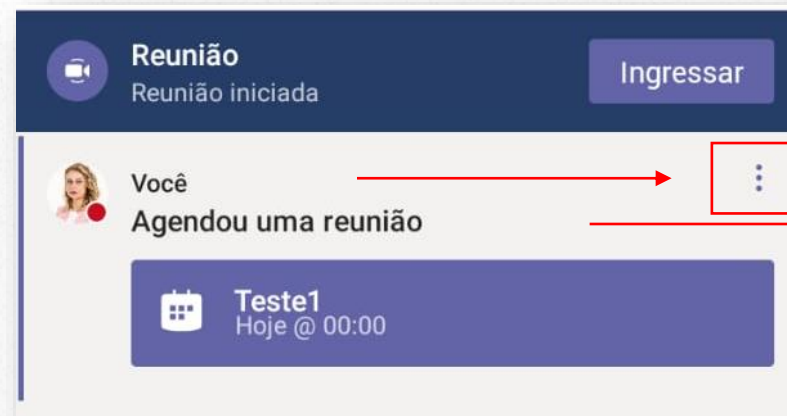 Reunião
Reunião iniciada
Ingressar
Você
Agendou uma reunião
Teste1
Hoje @ 00:00